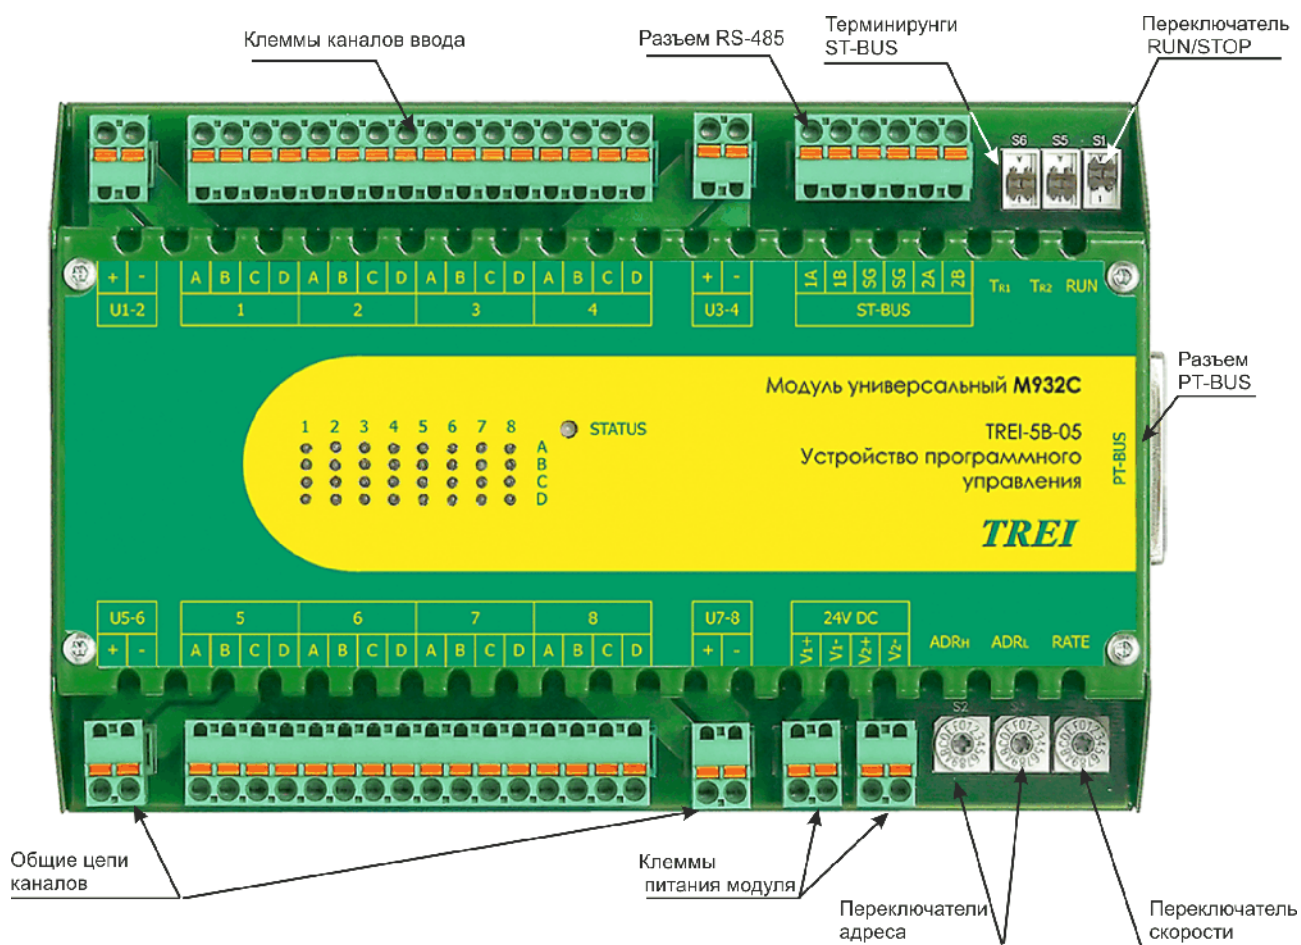 Клеммы каналов ввода
Разъем RS-485
Терминирунги
ST-BUS
Переключатель
RUN/STOP
S6 S5 S1
+ - A B C D A B C D A B C D A B C D + - 1A 1B SG SG 2A 2B TR1 TR2 RUN
U1-2 1 2 3 4 U3-4 ST-BUS
Разъем
PT-BUS
Модуль универсальный M932C
1 2 3 4 5 6 7 8 STATUS
A
B
C
D
TREI-5B-05
Устройство программного
управления
TREI
PT-BUS
U5-6 5 6 7 8 U7-8 24V DC
+ - A B C D A B C D A B C D A B C D + - V1+ V1- V2+ V2- ADRH ADRL RATE
S2
Общие цепи
каналов
Клеммы
питания модуля
Переключатели
адреса
Переключатель
скорости